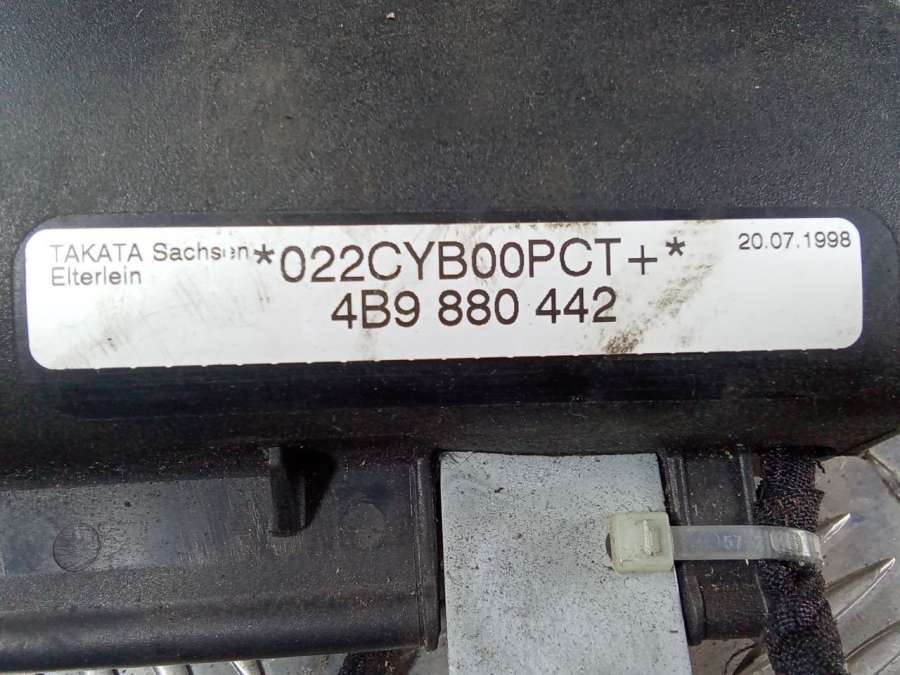 TAKATA Sachsen *022CYB00PCT+* 20.07.1998
Elterlein
4B9 880 442